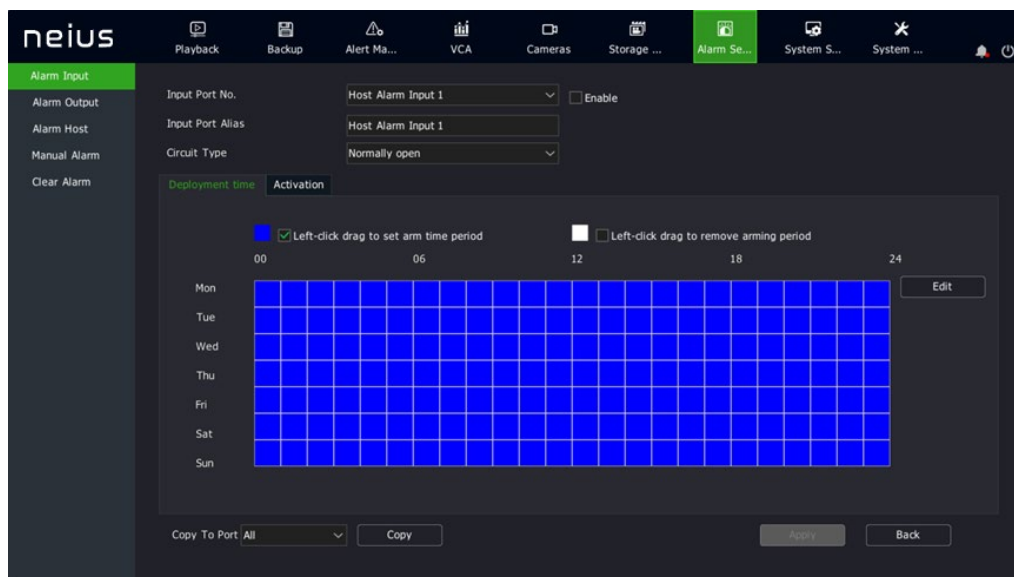 neius
Playback Backup Alert Ma... VCA Cameras Storage ... Alarm Se... System S... System ...
Alarm Input
Alarm Output
Alarm Host
Manual Alarm
Clear Alarm
Input Port No. Host Alarm Input 1 Enable
Input Port Alias Host Alarm Input 1
Circuit Type Normally open
Deployment time Activation
Left-click drag to set arm time period Left-click drag to remove arming period
00 06 12 18 24
Mon Edit
Tue
Wed
Thu
Fri
Sat
Sun
Copy To Port All Copy Apply Back